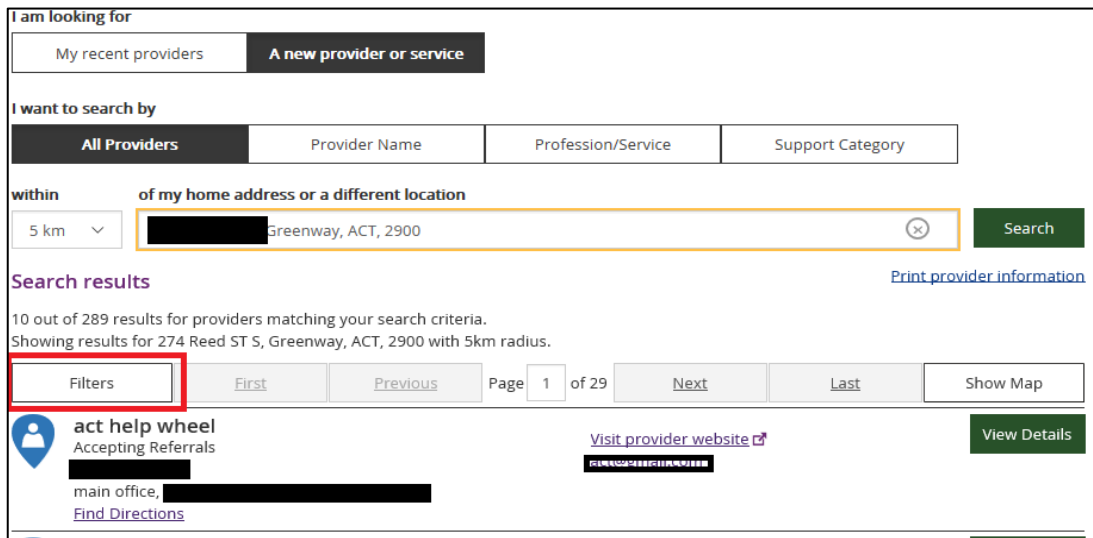 I am looking for
My recent providers
A new provider or service
I want to search by
All Providers
Provider Name
Profession/Service
Support Category
within
of my home address or a different location
5 km
Greenway, ACT, 2900
Search
Search results
Print provider information
10 out of 289 results for providers matching your search criteria.
Showing results for 274 Reed ST S, Greenway, ACT, 2900 with 5km radius.
Filters
First
Previous
Page 1 of 29
Next
Last
Show Map
act help wheel
Accepting Referrals
Visit provider website
View Details
main office,
Find Directions